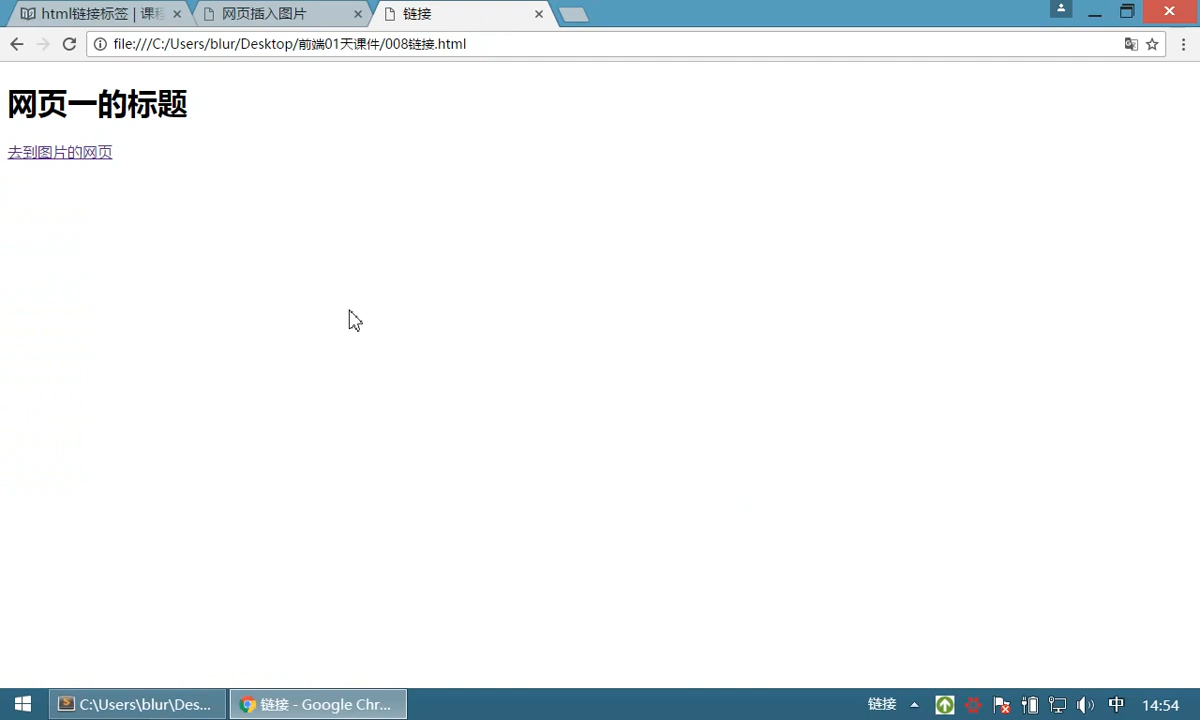 html链接标签 | 课程
网页插入图片
链接
file:///C:/Users/blur/Desktop/前端01天课件/008链接.html
网页一的标题
去到图片的网页
C:\Users\blur\Des...
链接 - Google Chr...
链接
中
14:54